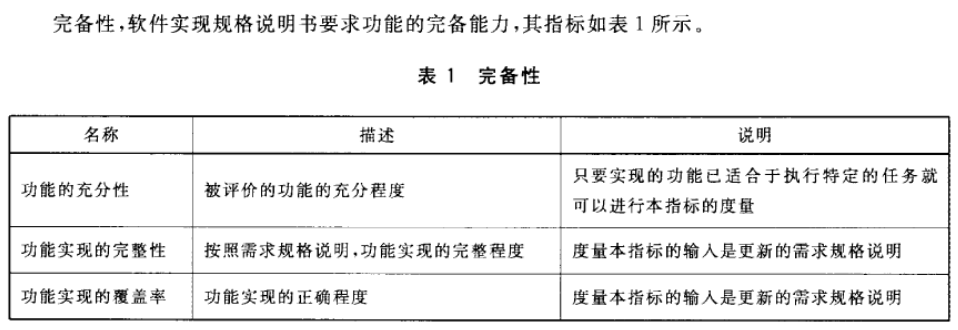 完备性,软件实现规格说明书要求功能的完备能力,其指标如表 1 所示。
表 1 完备性
名称 描述 说明
功能的充分性 被评价的功能的充分程度 只要实现的功能已适合于执行特定的任务就
可以进行本指标的度量
功能实现的完整性 按照需求规格说明,功能实现的完整程度 度量本指标的输入是更新的需求规格说明
功能实现的覆盖率 功能实现的正确程度 度量本指标的输入是更新的需求规格说明